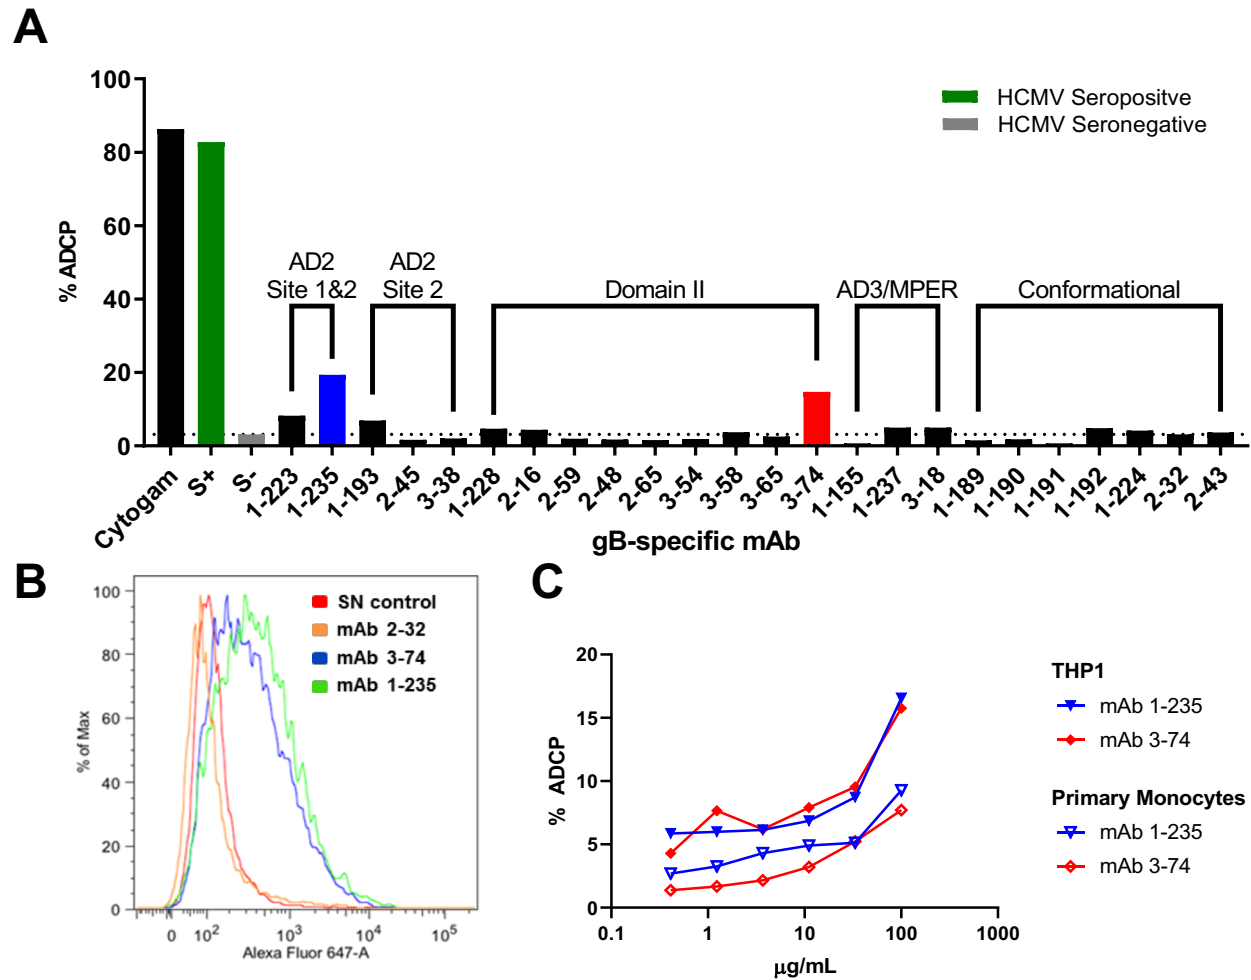 A
100
80
60
40
20
0
% ADCP
HCMV Seropositve
HCMV Seronegative
AD2
Site 1&2
AD2
Site 2
Domain II
AD3/MPER
Conformational
Cytogam
S+
S-
1-223
1-235
1-193
2-45
3-38
1-228
2-16
2-59
2-48
2-65
3-54
3-58
3-65
3-74
1-155
1-237
3-18
1-189
1-190
1-191
1-192
1-224
2-32
2-43
gB-specific mAb
B
100
80
60
40
20
0
% of Max
SN control
mAb 2-32
mAb 3-74
mAb 1-235
0 10² 10³ 10⁴ 10⁵
Alexa Fluor 647-A
C
20
15
10
5
0
% ADCP
0.1 1 10 100 1000
µg/mL
THP1
mAb 1-235
mAb 3-74
Primary Monocytes
mAb 1-235
mAb 3-74